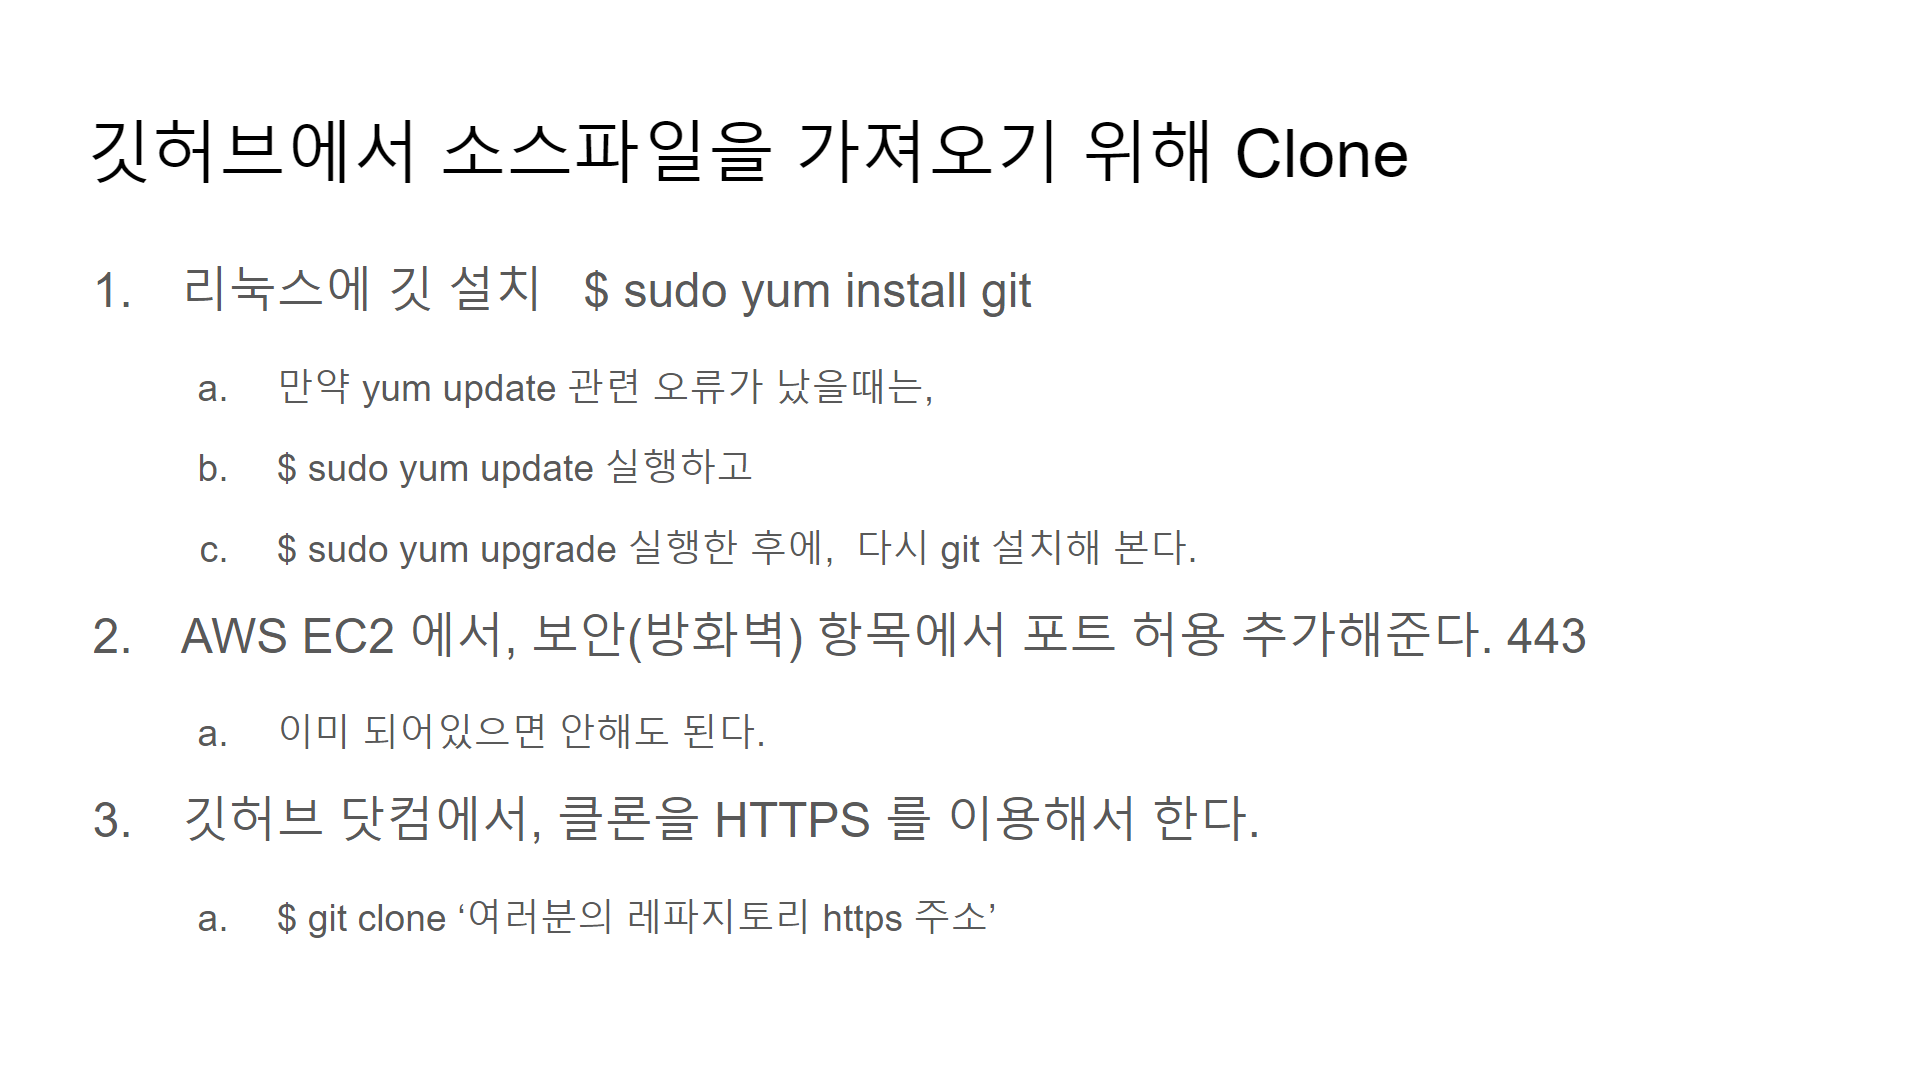 깃허브에서 소스파일을 가져오기 위해 Clone
1. 리눅스에 깃 설치 $ sudo yum install git
a. 만약 yum update 관련 오류가 났을때는,
b. $ sudo yum update 실행하고
c. $ sudo yum upgrade 실행한 후에, 다시 git 설치해 본다.
2. AWS EC2 에서, 보안(방화벽) 항목에서 포트 허용 추가해준다. 443
a. 이미 되어있으면 안해도 된다.
3. 깃허브 닷컴에서, 클론을 HTTPS 를 이용해서 한다.
a. $ git clone ‘여러분의 레파지토리 https 주소’